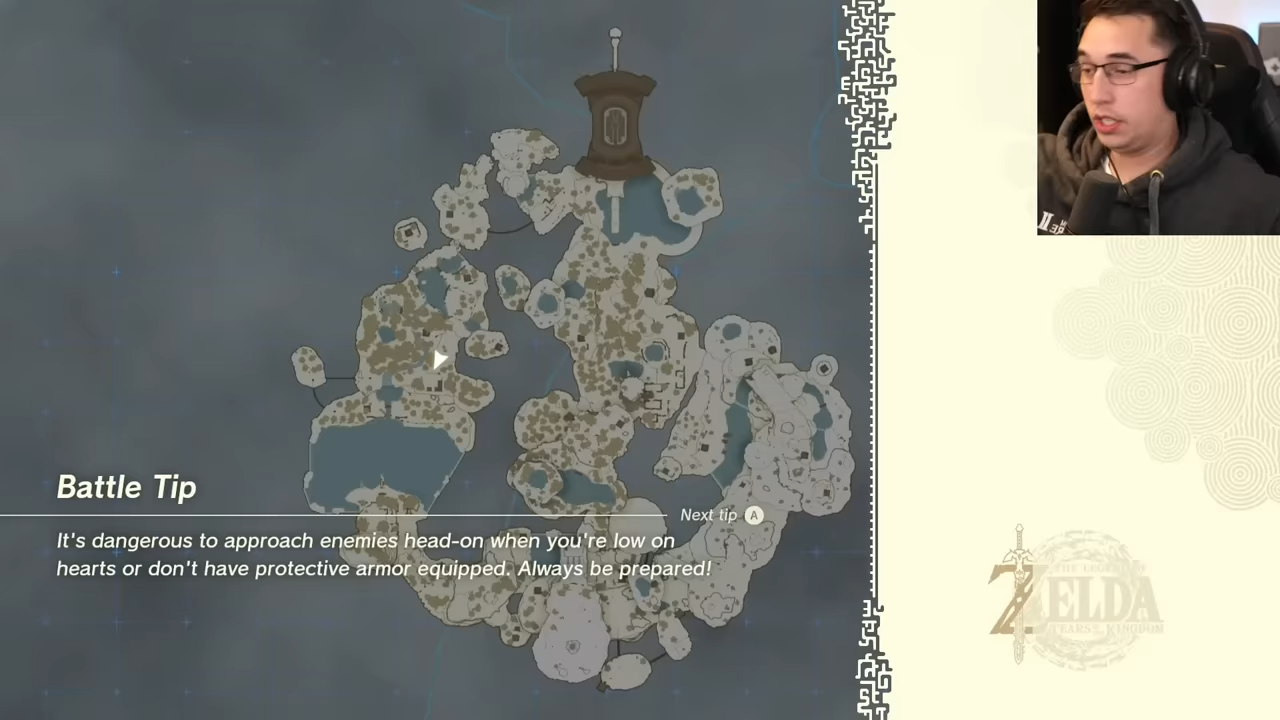 Battle Tip
Next tip A
It's dangerous to approach enemies head-on when you're low on
hearts or don't have protective armor equipped. Always be prepared!
THE LEGEND OF
ZELDA
TEARS OF THE KINGDOM